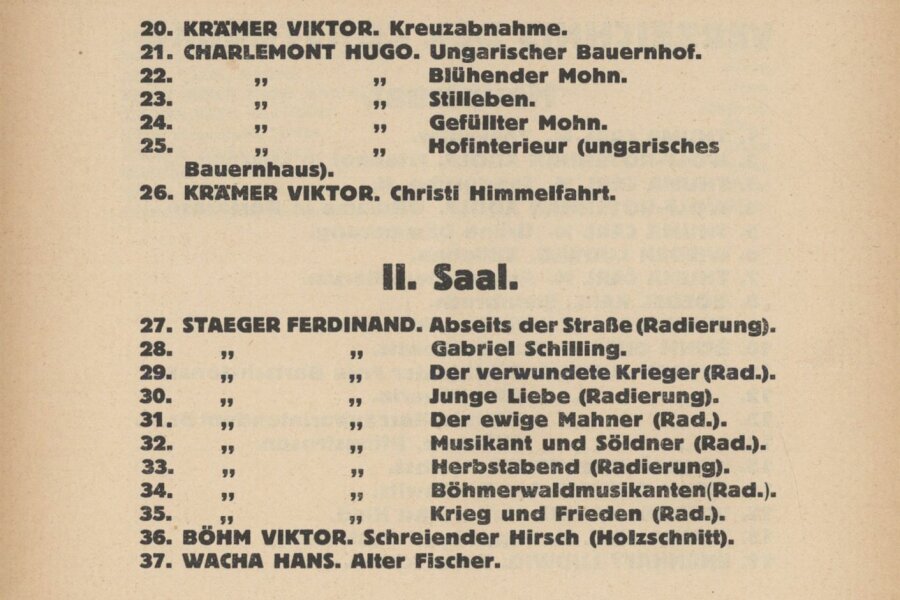 20. KRÄMER VIKTOR. Kreuzabnahme.
21. CHARLEMONT HUGO. Ungarischer Bauernhof.
22. „ „ Blühender Mohn.
23. „ „ Stilleben.
24. „ „ Gefüllter Mohn.
25. „ „ Hofinterieur (ungarisches
Bauernhaus).
26. KRÄMER VIKTOR. Christi Himmelfahrt.
II. Saal.
27. STAEGER FERDINAND. Abseits der Straße (Radierung).
28. „ „ Gabriel Schilling.
29. „ „ Der verwundete Krieger (Rad.).
30. „ „ Junge Liebe (Radierung).
31. „ „ Der ewige Mahner (Rad.).
32. „ „ Musikant und Söldner (Rad.).
33. „ „ Herbstabend (Radierung).
34. „ „ Böhmerwaldmusikanten (Rad.).
35. „ „ Krieg und Frieden (Rad.).
36. BÖHM VIKTOR. Schreiender Hirsch (Holzschnitt).
37. WACHA HANS. Alter Fischer.